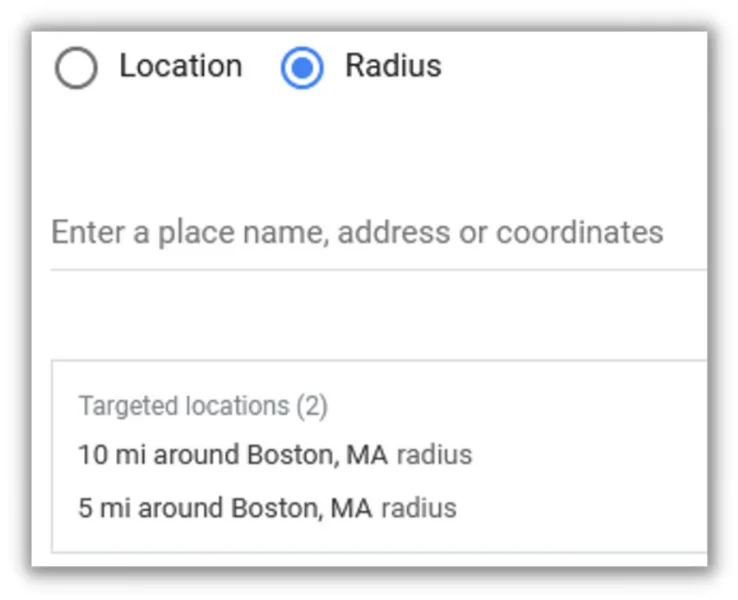 Location Radius
Enter a place name, address or coordinates
Targeted locations (2)
10 mi around Boston, MA radius
5 mi around Boston, MA radius